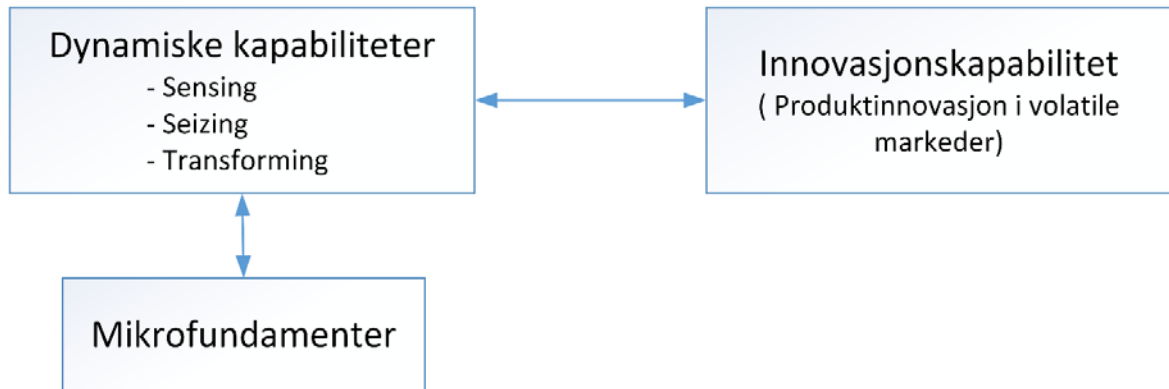 Dynamiske kapabiliteter
- Sensing
- Seizing
- Transforming
Innovasjonskapabilitet
( Produktinnovasjon i volatile
markeder)
Mikrofundamenter